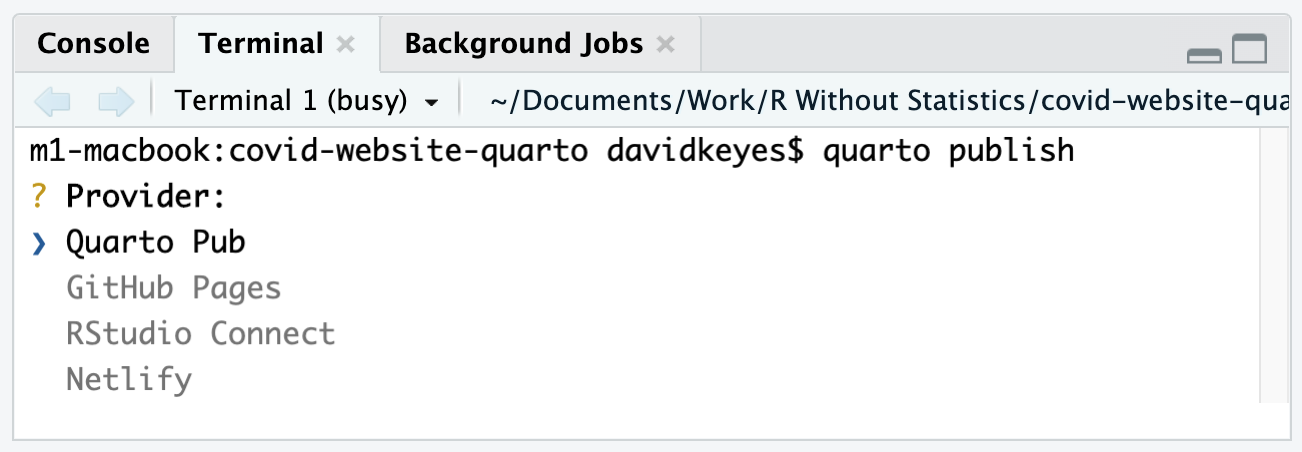 Console Terminal × Background Jobs ×
Terminal 1 (busy) ~/Documents/Work/R Without Statistics/covid-website-qua
m1-macbook:covid-website-quarto davidkeyes$ quarto publish
? Provider:
❯ Quarto Pub
GitHub Pages
RStudio Connect
Netlify